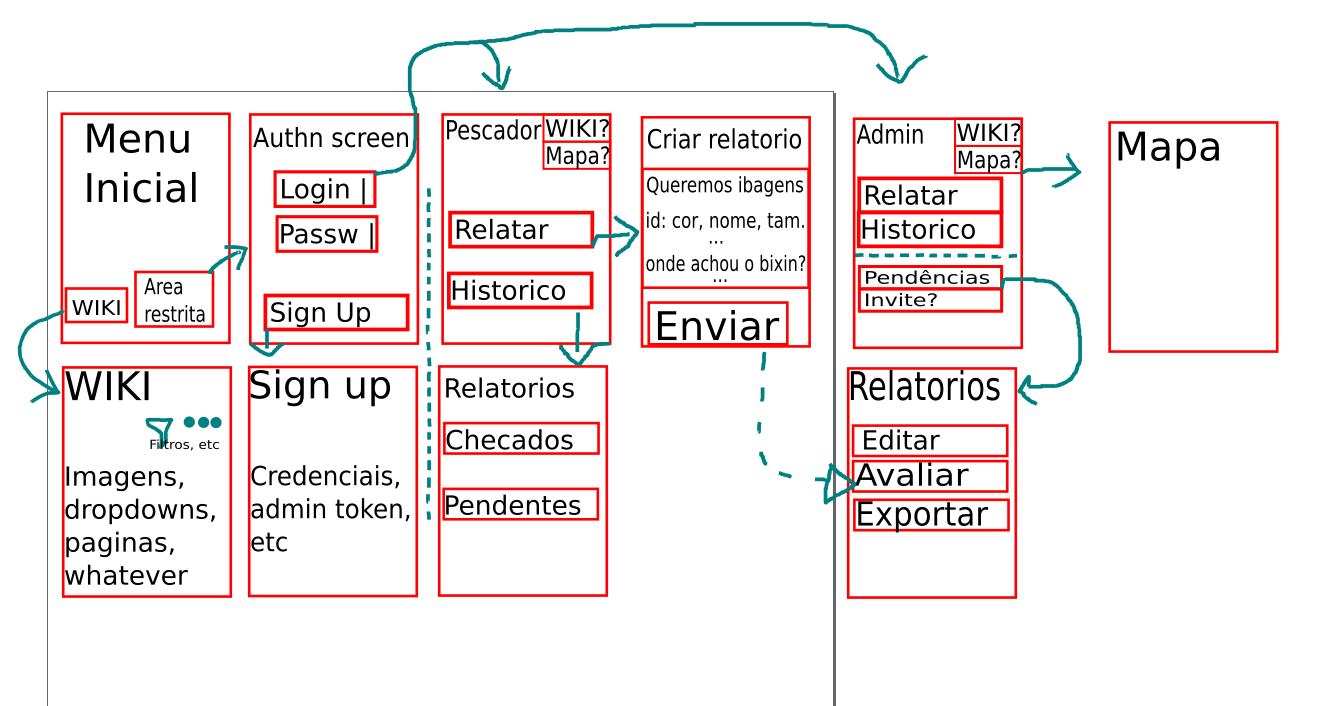 Menu
Inicial
WIKI
Area
restrita
Authn screen
Login |
Passw |
Sign Up
Pescador
WIKI?
Mapa?
Relatar
Historico
Criar relatorio
Queremos ibagens
id: cor, nome, tam.
...
onde achou o bixin?
...
Enviar
Admin
WIKI?
Mapa?
Relatar
Historico
Pendências
Invite?
Mapa
WIKI
Filtros, etc
Imagens,
dropdowns,
paginas,
whatever
Sign up
Credenciais,
admin token,
etc
Relatorios
Checados
Pendentes
Relatorios
Editar
Avaliar
Exportar